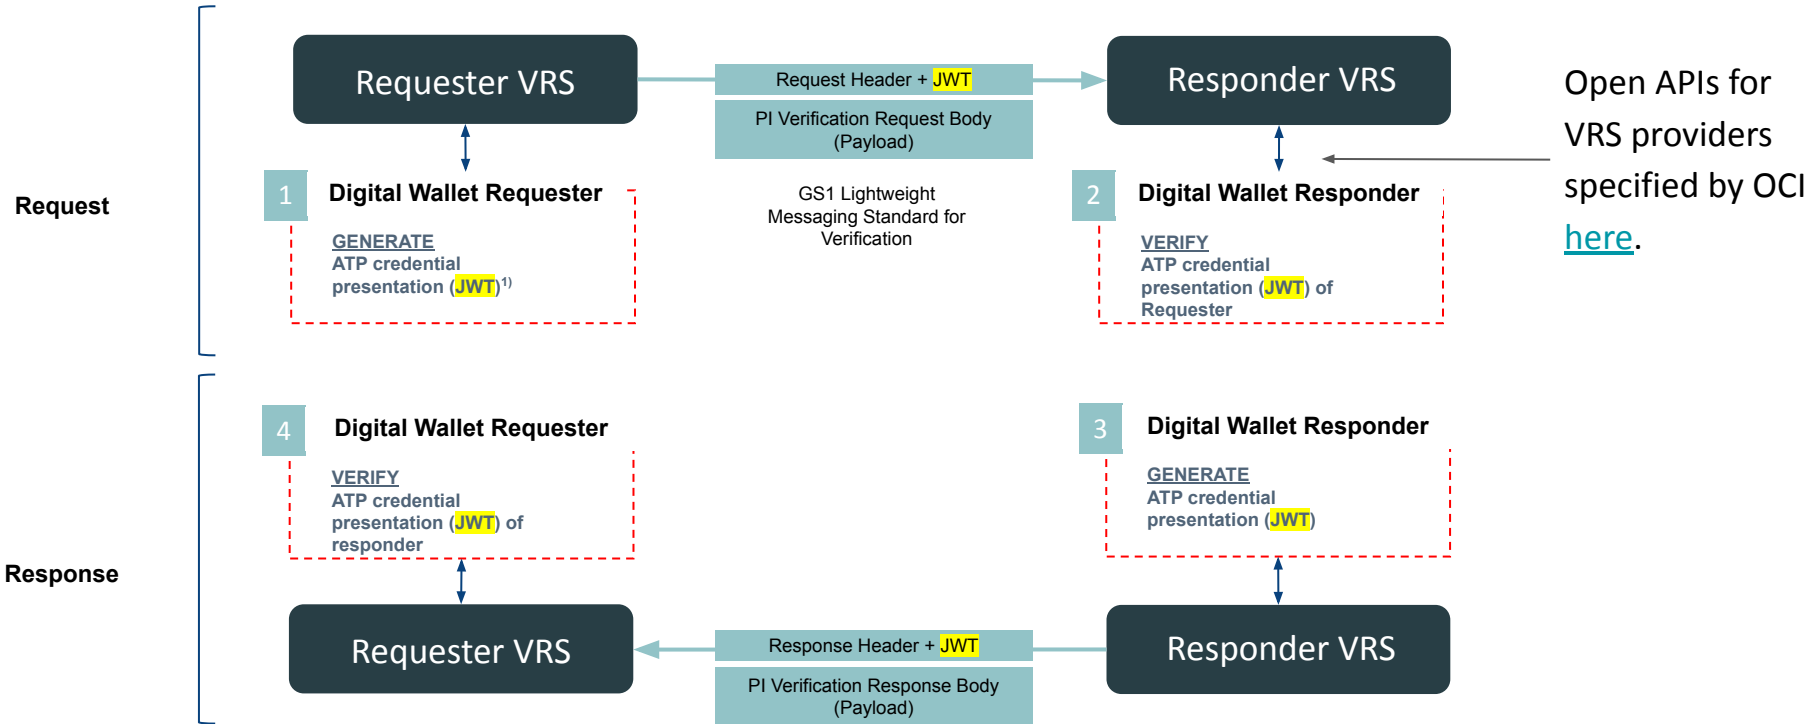 Request
Requester VRS
Request Header + JWT
PI Verification Request Body
(Payload)
Responder VRS
GS1 Lightweight
Messaging Standard for
Verification
1
Digital Wallet Requester
GENERATE
ATP credential
presentation (JWT)1)
2
Digital Wallet Responder
VERIFY
ATP credential
presentation (JWT) of
Requester
Open APIs for
VRS providers
specified by OCI
here.
Response
4
Digital Wallet Requester
VERIFY
ATP credential
presentation (JWT) of
responder
3
Digital Wallet Responder
GENERATE
ATP credential
presentation (JWT)
Requester VRS
Response Header + JWT
PI Verification Response Body
(Payload)
Responder VRS